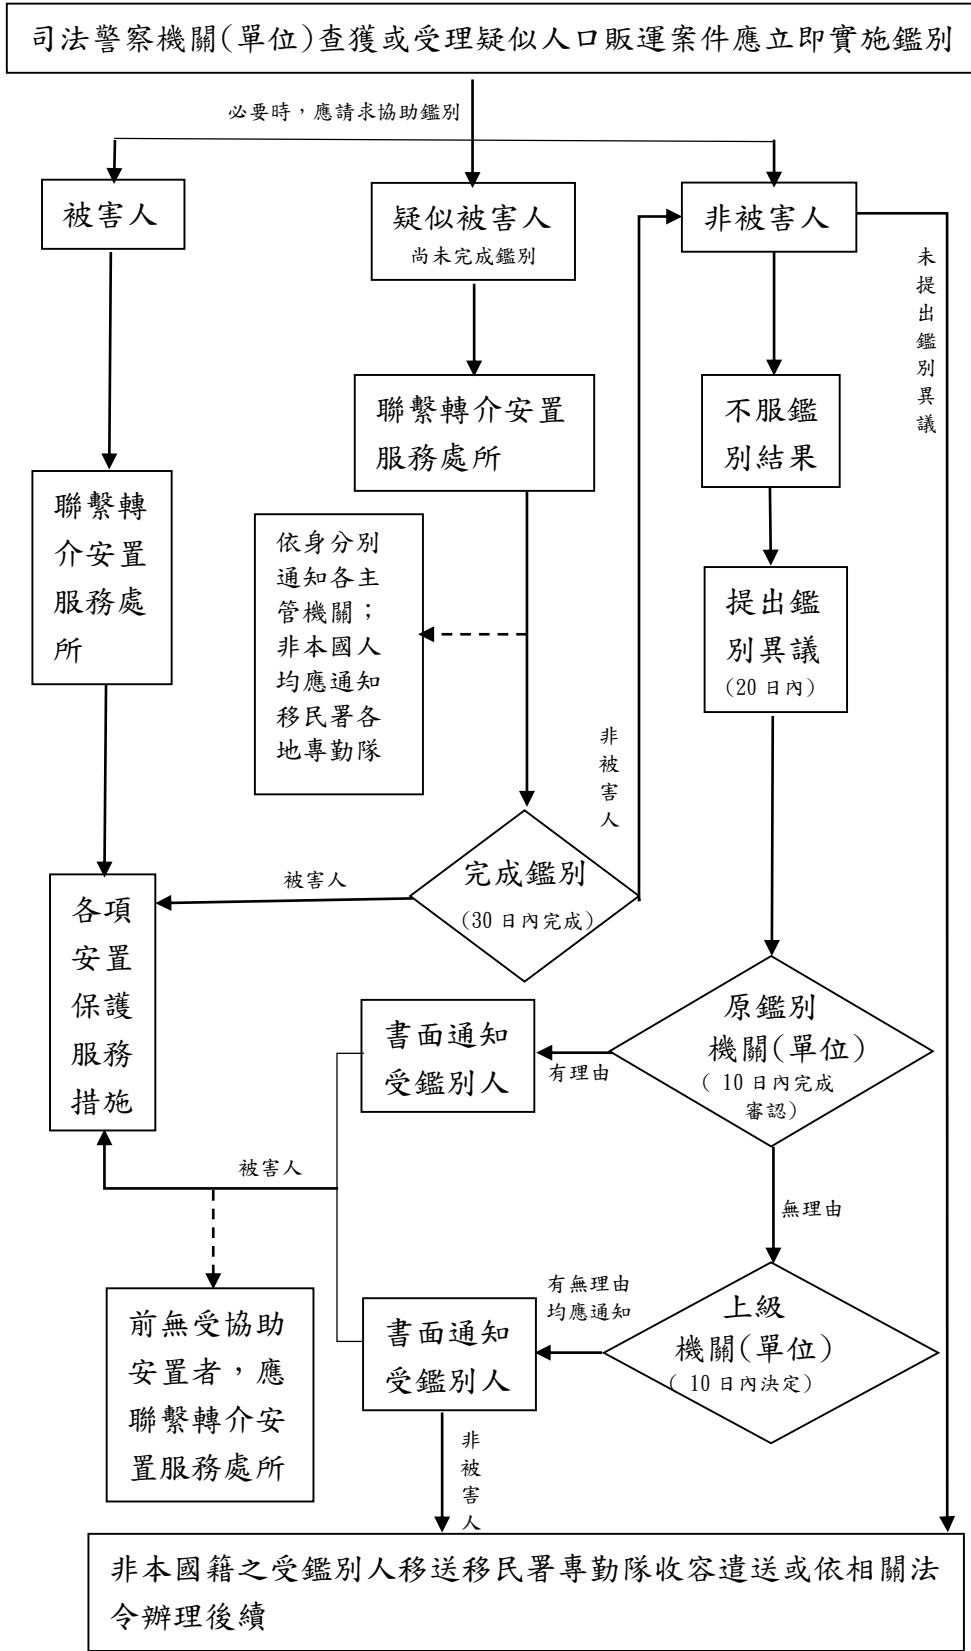 司法警察機關(單位)查獲或受理疑似人口販運案件應立即實施鑑別
必要時，應請求協助鑑別
被害人
疑似被害人
尚未完成鑑別
非被害人
未
提
出
鑑
別
異
議
聯繫轉介安置
服務處所
不服鑑
別結果
聯繫轉
介安置
服務處
所
依身分別
通知各主
管機關；
非本國人
均應通知
移民署各
地專勤隊
提出鑑
別異議
(20 日內)
非
被
害
人
完成鑑別
(30 日內完成)
被害人
各項
安置
保護
服務
措施
原鑑別
機關(單位)
( 10 日內完成
審認)
有理由
書面通知
受鑑別人
被害人
無理由
上級
機關(單位)
( 10 日內決定)
有無理由
均應通知
書面通知
受鑑別人
前無受協助
安置者，應
聯繫轉介安
置服務處所
非
被
害
人
非本國籍之受鑑別人移送移民署專勤隊收容遣送或依相關法
令辦理後續